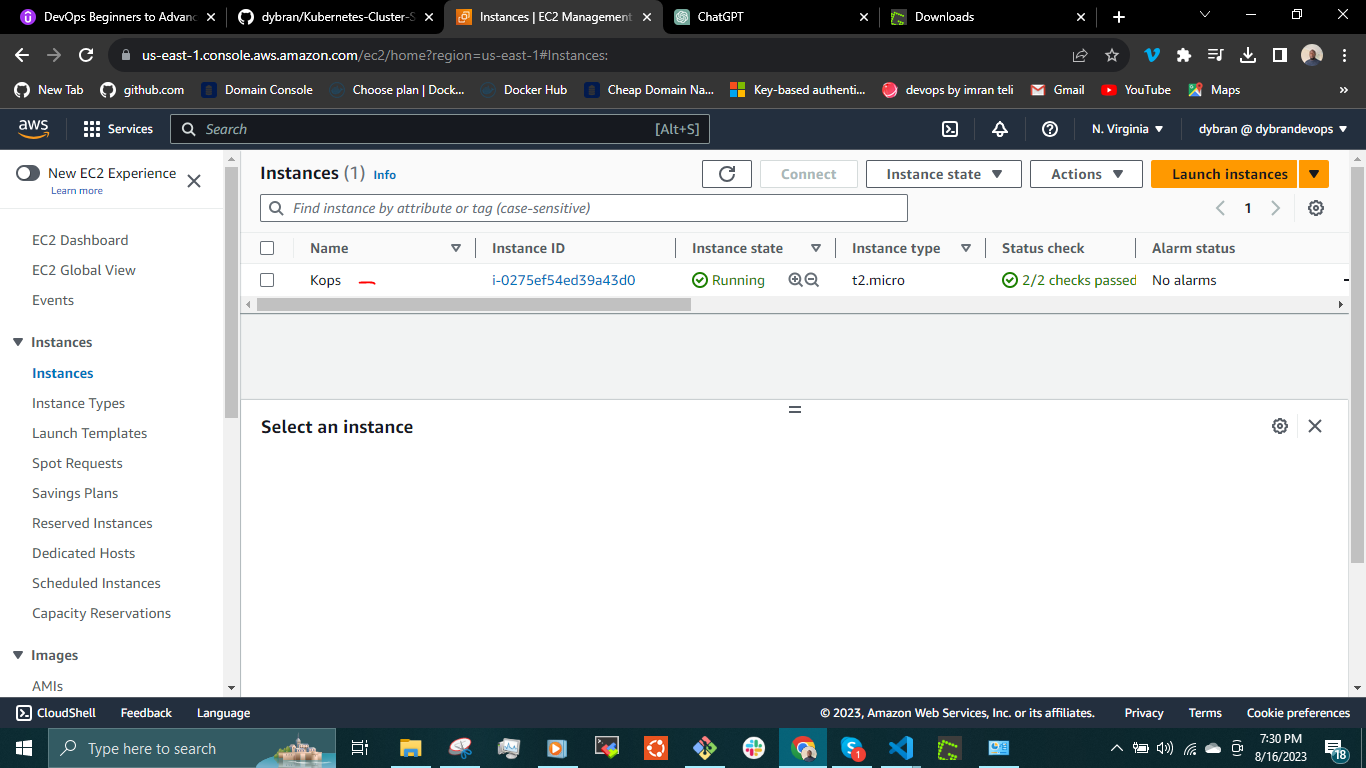 DevOps Beginners to Advanc
dybran/Kubernetes-Cluster-S
Instances | EC2 Management
ChatGPT
Downloads
us-east-1.console.aws.amazon.com/ec2/home?region=us-east-1#Instances:
New Tab
github.com
Domain Console
Choose plan | Dock...
Docker Hub
Cheap Domain Na...
Key-based authenti...
devops by imran teli
Gmail
YouTube
Maps
»
aws
Services
Search
[Alt+S]
N. Virginia
dybran @ dybrandevops
New EC2 Experience
Learn more
EC2 Dashboard
EC2 Global View
Events
Instances
Instances
Instance Types
Launch Templates
Spot Requests
Savings Plans
Reserved Instances
Dedicated Hosts
Scheduled Instances
Capacity Reservations
Images
AMIs
Instances (1) Info
Connect
Instance state
Actions
Launch instances
Find instance by attribute or tag (case-sensitive)
1
Name
Instance ID
Instance state
Instance type
Status check
Alarm status
Kops
i-0275ef54ed39a43d0
Running
t2.micro
2/2 checks passed
No alarms
Select an instance
CloudShell
Feedback
Language
© 2023, Amazon Web Services, Inc. or its affiliates.
Privacy
Terms
Cookie preferences
Type here to search
1
7:30 PM
8/16/2023
18